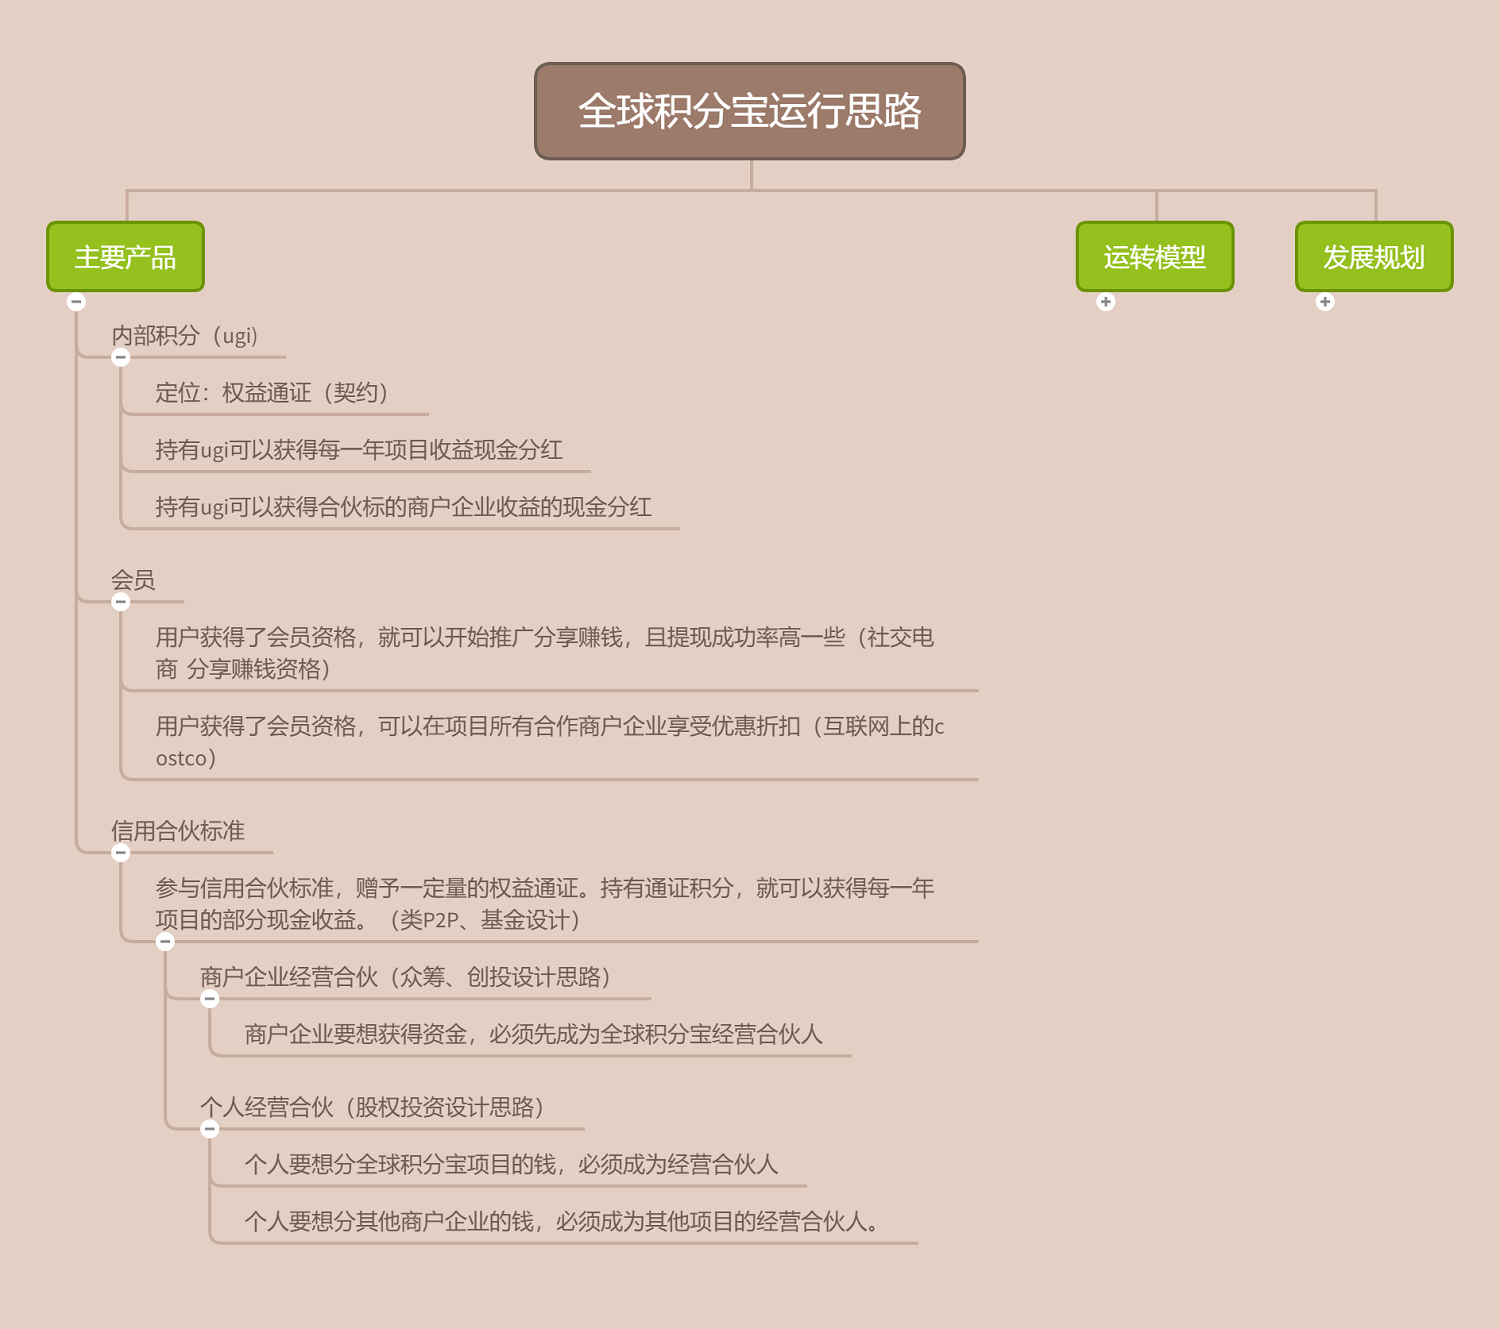 全球积分宝运行思路
主要产品
运转模型
发展规划
内部积分（ugi)
定位：权益通证（契约）
持有ugi可以获得每一年项目收益现金分红
持有ugi可以获得合伙标的商户企业收益的现金分红
会员
用户获得了会员资格，就可以开始推广分享赚钱，且提现成功率高一些（社交电
商 分享赚钱资格）
用户获得了会员资格，可以在项目所有合作商户企业享受优惠折扣（互联网上的c
ostco）
信用合伙标准
参与信用合伙标准，赠予一定量的权益通证。持有通证积分，就可以获得每一年
项目的部分现金收益。（类P2P、基金设计）
商户企业经营合伙（众筹、创投设计思路）
商户企业要想获得资金，必须先成为全球积分宝经营合伙人
个人经营合伙（股权投资设计思路）
个人要想分全球积分宝项目的钱，必须成为经营合伙人
个人要想分其他商户企业的钱，必须成为其他项目的经营合伙人。